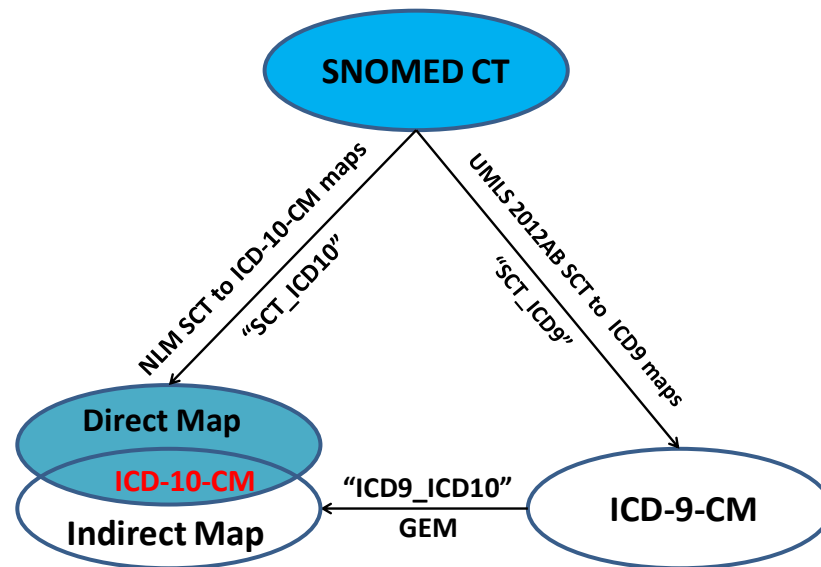 SNOMED CT
NLM SCT to ICD-10-CM maps
“SCT_ICD10”
UMLS 2012AB SCT to ICD9 maps
“SCT_ICD9”
Direct Map
ICD-10-CM
Indirect Map
“ICD9_ICD10”
GEM
ICD-9-CM